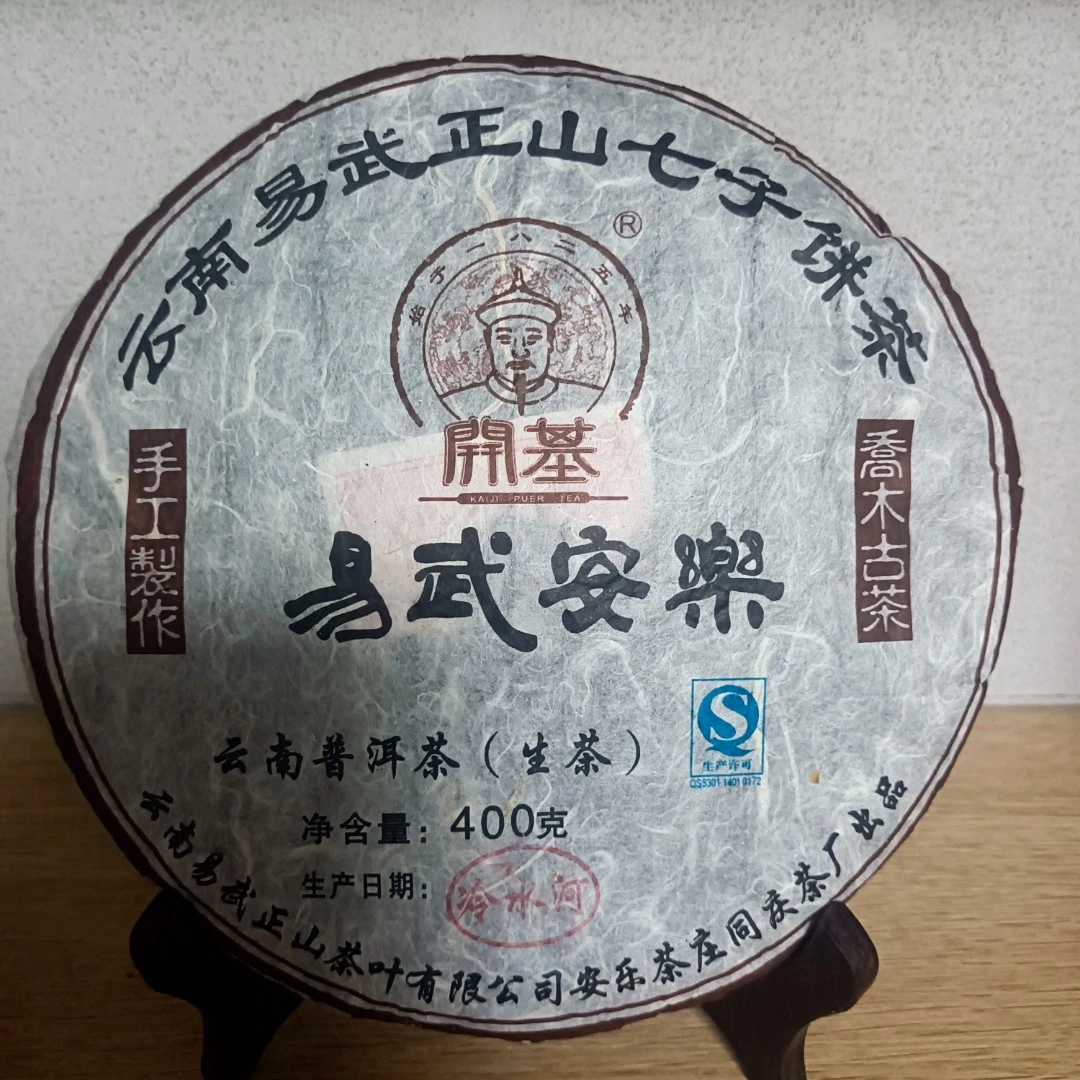 云南易武正山七子饼茶
®
始于一八二五年
開基
KAIJI PUER TEA
易武安樂
手工製作
喬木古茶
云南普洱茶（生茶）
生产许可
QS5301 1401 0172
净含量：400克
生产日期：
冷水河
云南易武正山茶叶有限公司安乐茶庄同庆茶厂出品